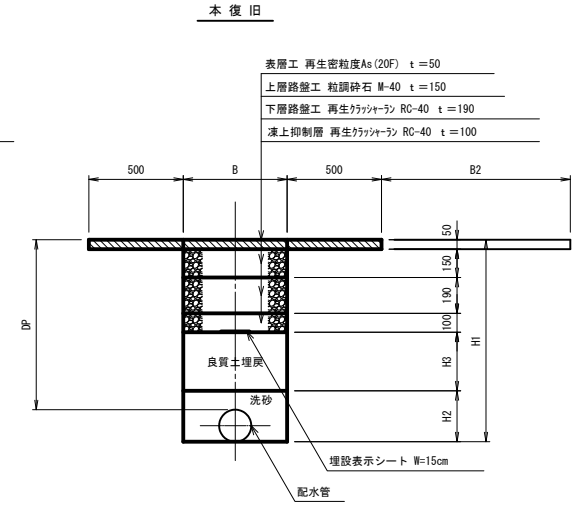 本 復 旧
表層工 再生密粒度As(20F) t＝50
上層路盤工 粒調砕石 M-40 t＝150
下層路盤工 再生クラッシャーラン RC-40 t＝190
凍上抑制層 再生クラッシャーラン RC-40 t＝100
500 B 500 B2
50
150
190
100
DP
H1
H3
H2
良質土埋戻
洗砂
埋設表示シート W=15cm
配水管